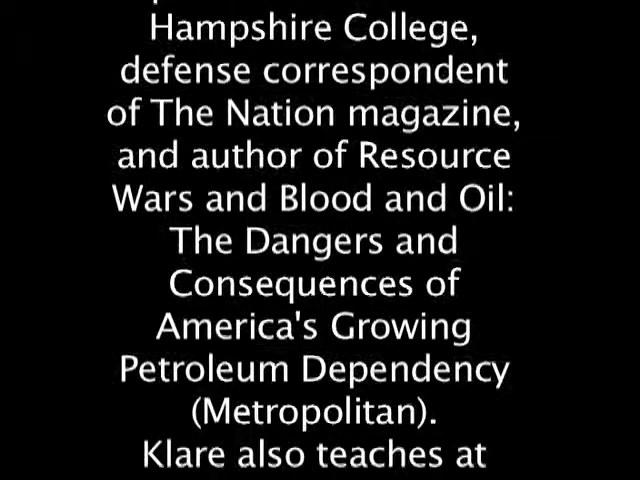 Hampshire College,
defense correspondent
of The Nation magazine,
and author of Resource
Wars and Blood and Oil:
The Dangers and
Consequences of
America's Growing
Petroleum Dependency
(Metropolitan).
Klare also teaches at